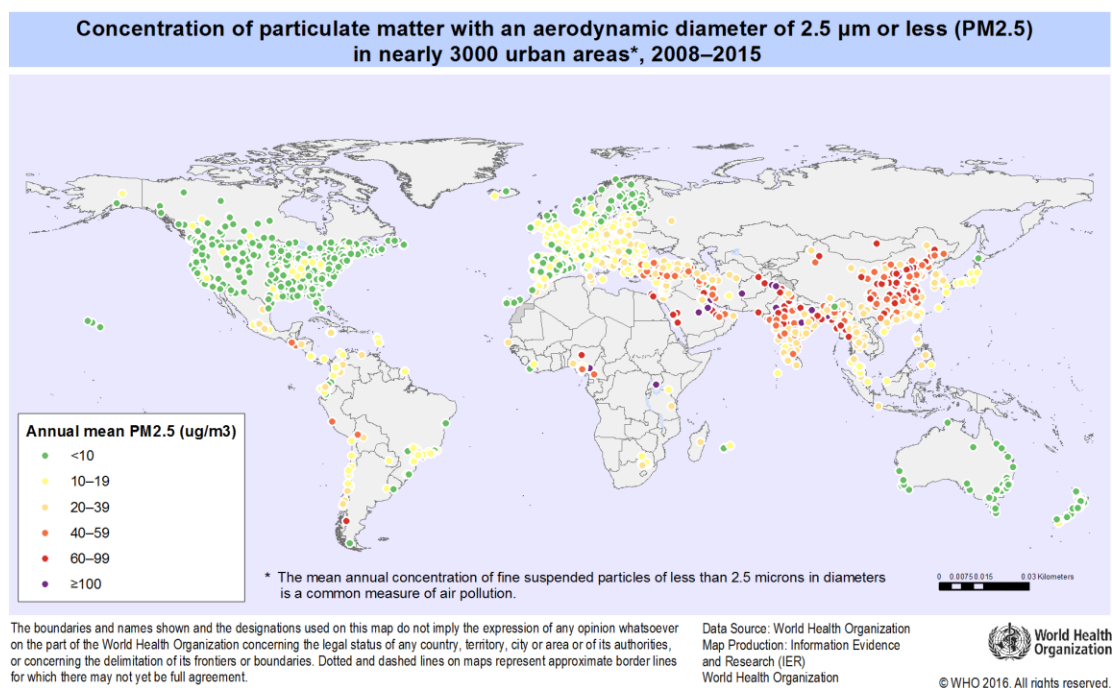 Concentration of particulate matter with an aerodynamic diameter of 2.5 µm or less (PM2.5)
in nearly 3000 urban areas*, 2008–2015
Annual mean PM2.5 (ug/m3)
<10
10–19
20–39
40–59
60–99
≥100
* The mean annual concentration of fine suspended particles of less than 2.5 microns in diameters
is a common measure of air pollution.
0 0.0075 0.015 0.03 Kilometers
The boundaries and names shown and the designations used on this map do not imply the expression of any opinion whatsoever
on the part of the World Health Organization concerning the legal status of any country, territory, city or area or of its authorities,
or concerning the delimitation of its frontiers or boundaries. Dotted and dashed lines on maps represent approximate border lines
for which there may not yet be full agreement.
Data Source: World Health Organization
Map Production: Information Evidence
and Research (IER)
World Health Organization
World Health
Organization
© WHO 2016. All rights reserved.